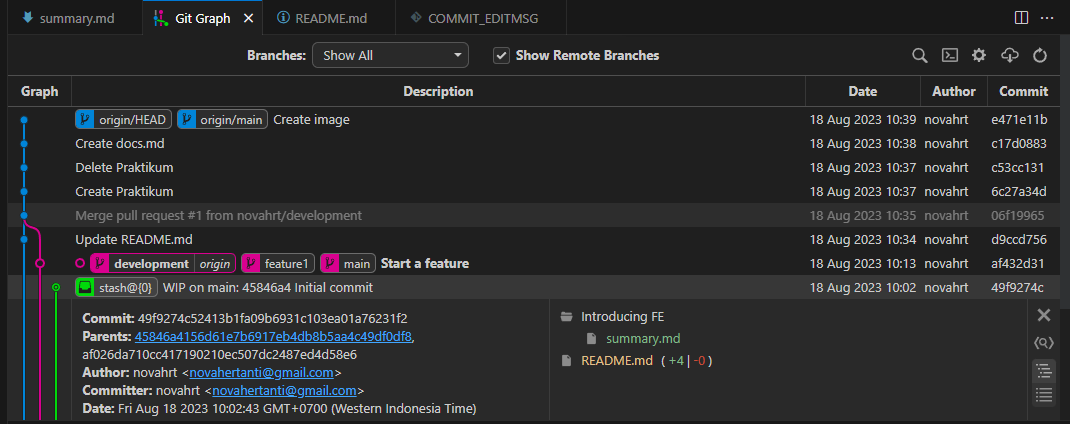 summary.md Git Graph README.md COMMIT_EDITMSG
Branches: Show All Show Remote Branches
Graph Description Date Author Commit
origin/HEAD origin/main Create image 18 Aug 2023 10:39 novahrt e471e11b
Create docs.md 18 Aug 2023 10:38 novahrt c17d0883
Delete Praktikum 18 Aug 2023 10:37 novahrt c53cc131
Create Praktikum 18 Aug 2023 10:37 novahrt 6c27a34d
Merge pull request #1 from novahrt/development 18 Aug 2023 10:35 novahrt 06f19965
Update README.md 18 Aug 2023 10:34 novahrt d9ccd756
development origin feature1 main Start a feature 18 Aug 2023 10:13 novahrt af432d31
stash@{0} WIP on main: 45846a4 Initial commit 18 Aug 2023 10:02 novahrt 49f9274c
Commit: 49f9274c52413b1fa09b6931c103ea01a76231f2
Parents: 45846a4156d61e7b6917eb4db8b5aa4c49df0df8,
af026da710cc417190210ec507dc2487ed4d58e6
Author: novahrt <novahertanti@gmail.com>
Committer: novahrt <novahertanti@gmail.com>
Date: Fri Aug 18 2023 10:02:43 GMT+0700 (Western Indonesia Time)
Introducing FE
summary.md
README.md (+4|-0)